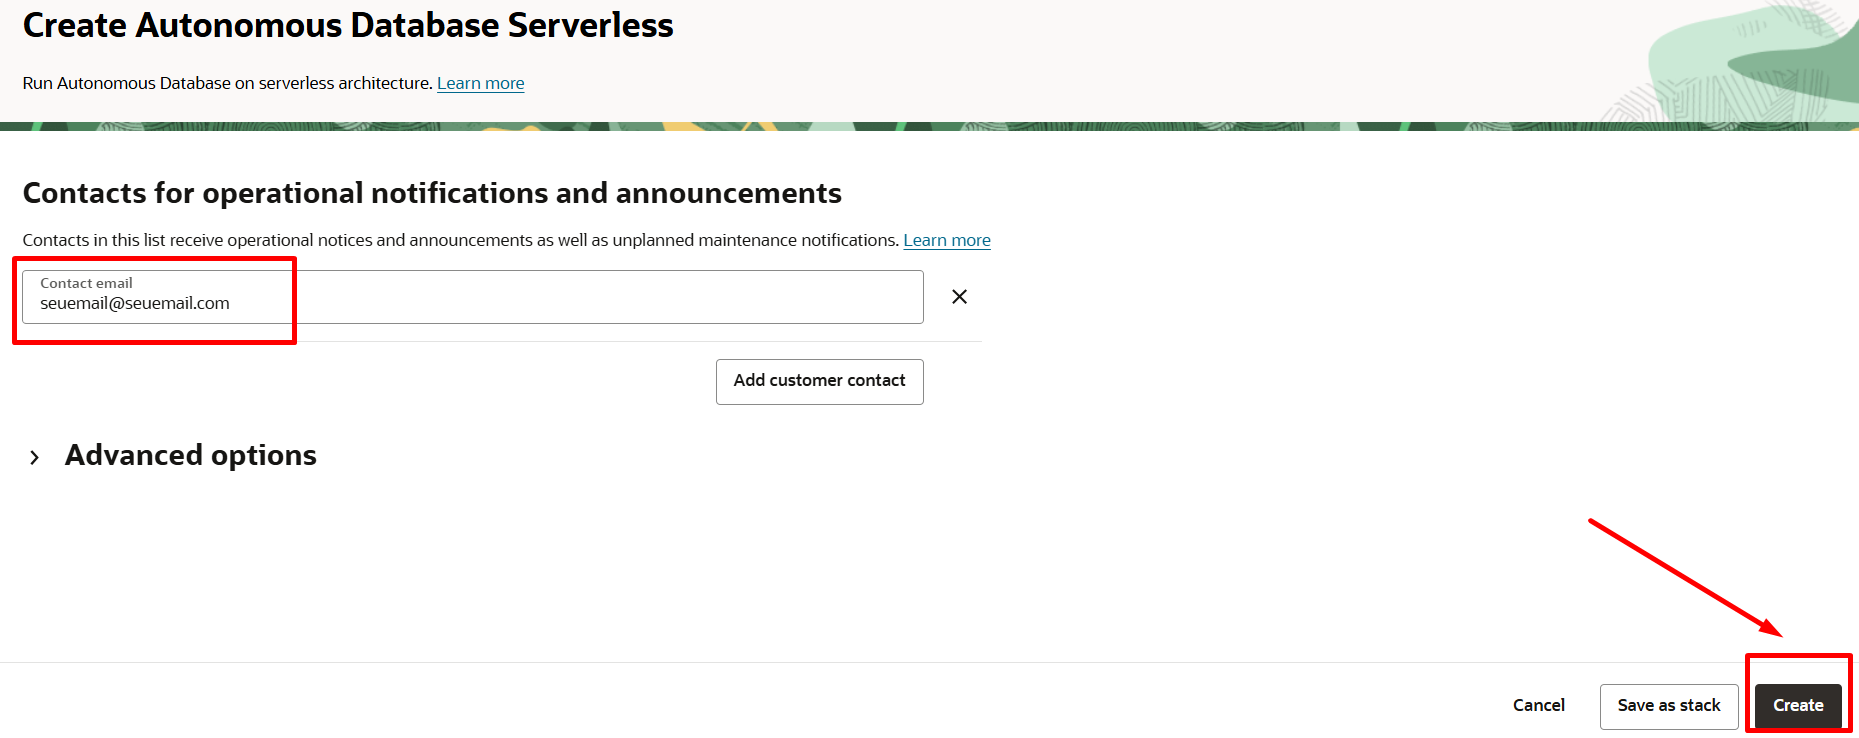 Create Autonomous Database Serverless
Run Autonomous Database on serverless architecture. Learn more
Contacts for operational notifications and announcements
Contacts in this list receive operational notices and announcements as well as unplanned maintenance notifications. Learn more
Contact email
seuemail@seuemail.com
Add customer contact
Advanced options
Cancel
Save as stack
Create